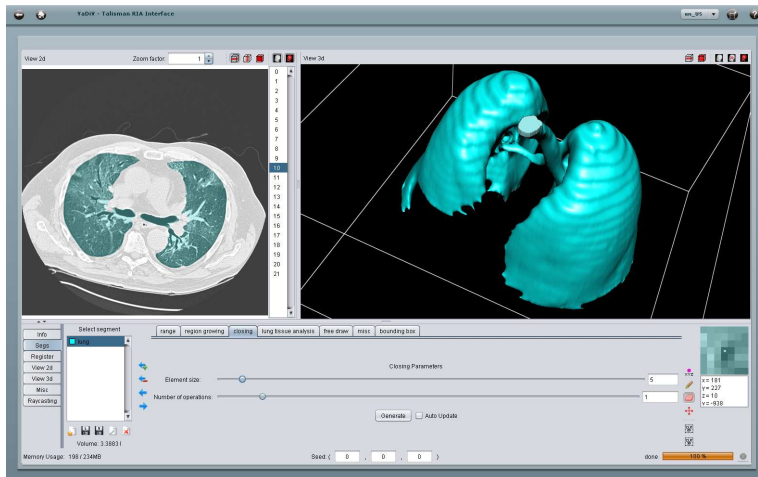 YaDiV - Talisman RIA Interface
en_US
View 2d
Zoom factor:
1
View 3d
0
1
2
3
4
5
6
7
8
9
10
11
12
13
14
15
16
17
18
19
20
21
Info
Segs
Register
View 2d
View 3d
Misc
Raycasting
Select segment
lung
Volume: 3.3883 l
range
region growing
closing
lung tissue analysis
free draw
misc
bounding box
Closing Parameters
Element size:
5
Number of operations:
1
Generate
Auto Update
XYZ
x = 181
y = 227
z = 10
v = -938
Memory Usage: 198 / 234MB
Seed: ( 0 , 0 , 0 )
done
100 %